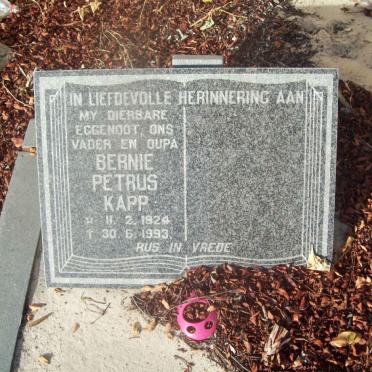 IN LIEFDEVOLLE HERINNERING AAN
MY DIERBARE
EGGENOOT, ONS
VADER EN OUPA
BERNIE
PETRUS
KAPP
¤ 11. 2. 1924
† 30. 6. 1993
RUS IN VREDE